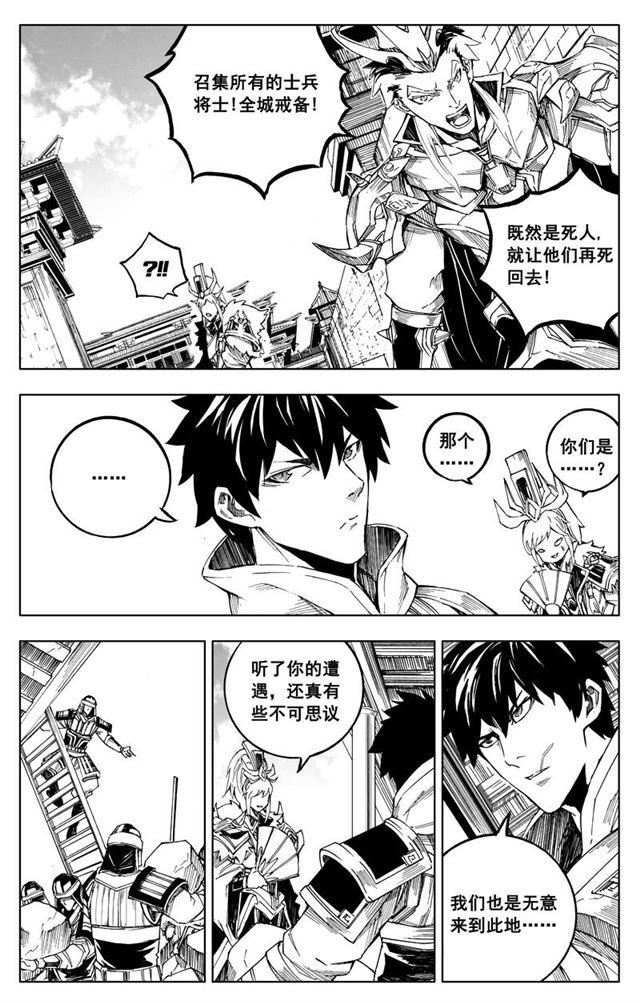 召集所有的士兵
将士!全城戒备!
既然是死人,
就让他们再死
回去!
?!!
……
那个
……
你们是
……?
听了你的遭
遇,还真有
些不可思议
我们也是无意
来到此地……